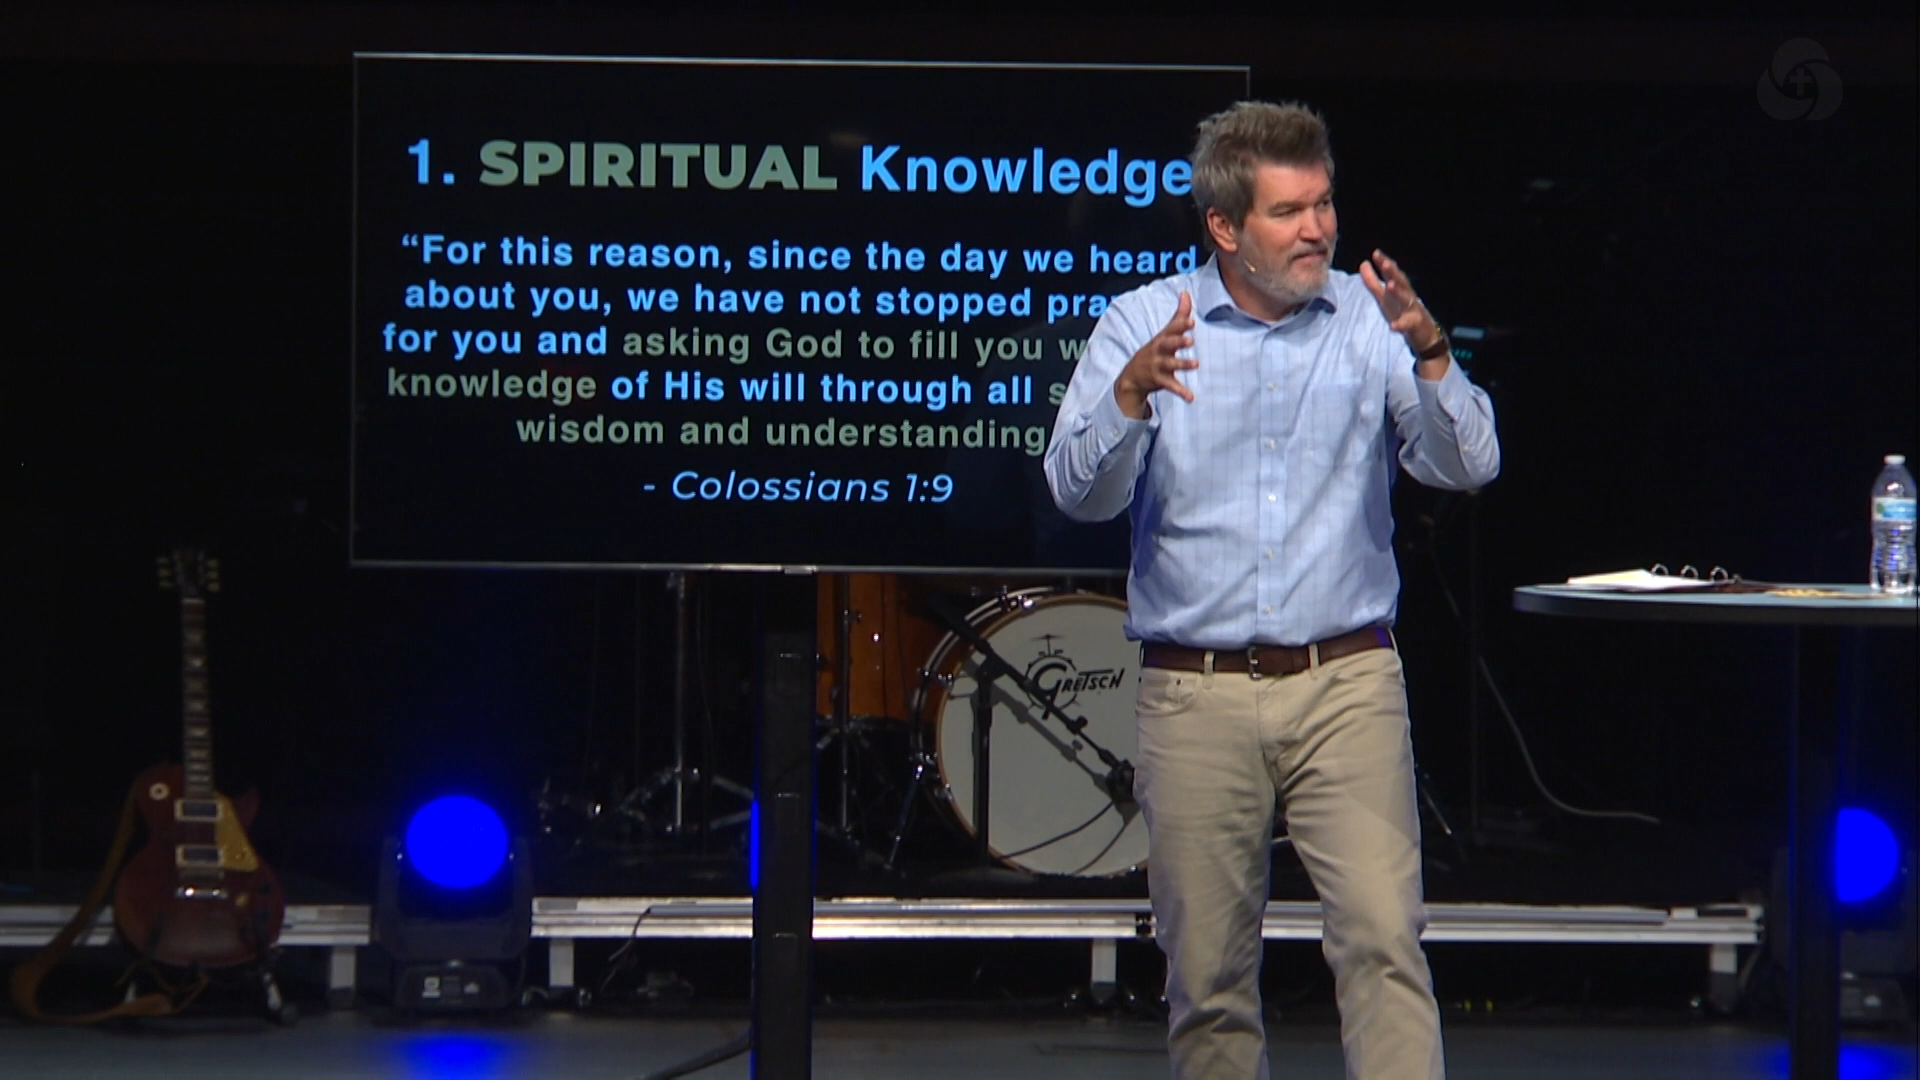 1. SPIRITUAL Knowledge
“For this reason, since the day we heard
about you, we have not stopped
for you and asking God to fill you
knowledge of His will through all
wisdom and understanding
- Colossians 1:9
GRETSCH